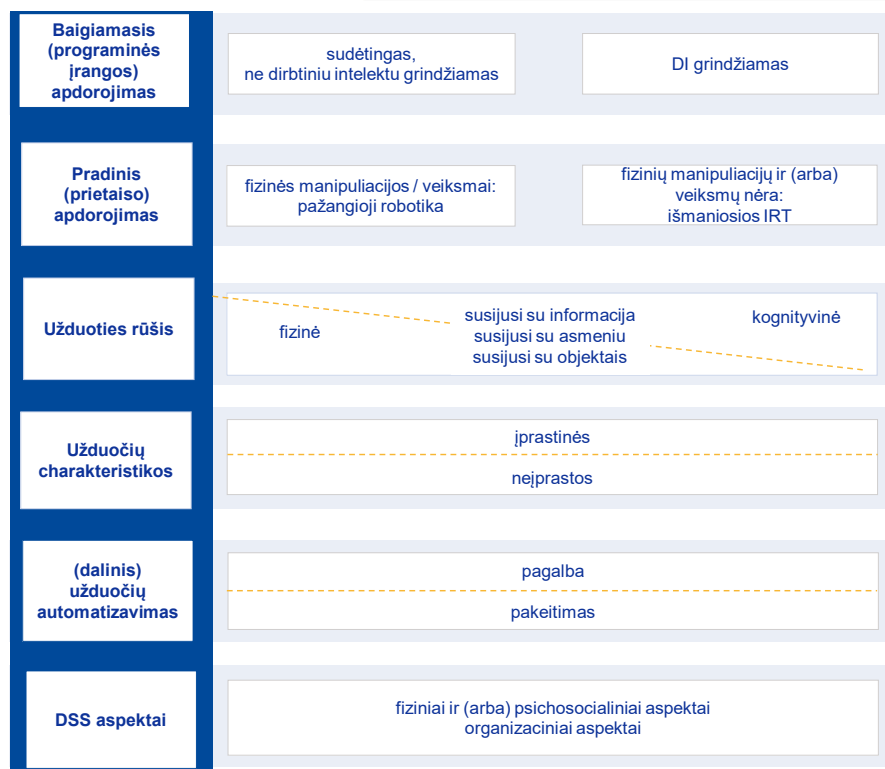 Baigiamasis
(programinės
įrangos)
apdorojimas
sudėtingas,
ne dirbtiniu intelektu grindžiamas
DI grindžiamas
Pradinis
(prietaiso)
apdorojimas
fizinės manipuliacijos / veiksmai:
pažangioji robotika
fizinių manipuliacijų ir (arba)
veiksmų nėra:
išmaniosios IRT
Užduoties rūšis
fizinė
susijusi su informacija
susijusi su asmeniu
susijusi su objektais
kognityvinė
Užduočių
charakteristikos
įprastinės
neįprastos
(dalinis)
užduočių
automatizavimas
pagalba
pakeitimas
DSS aspektai
fiziniai ir (arba) psichosocialiniai aspektai
organizaciniai aspektai